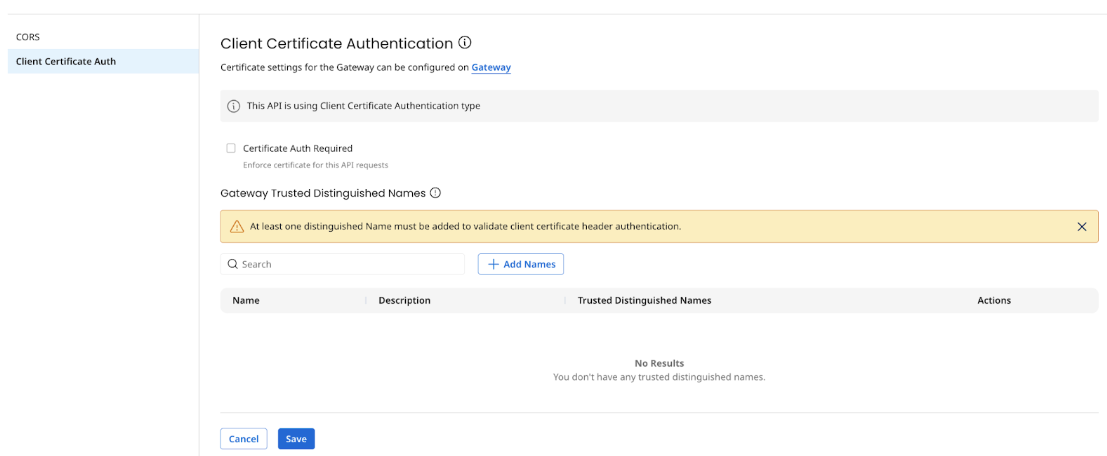 CORS
Client Certificate Auth
Client Certificate Authentication
Certificate settings for the Gateway can be configured on Gateway
This API is using Client Certificate Authentication type
Certificate Auth Required
Enforce certificate for this API requests
Gateway Trusted Distinguished Names
At least one distinguished Name must be added to validate client certificate header authentication.
Search
Add Names
Name Description Trusted Distinguished Names Actions
No Results
You don't have any trusted distinguished names.
Cancel Save